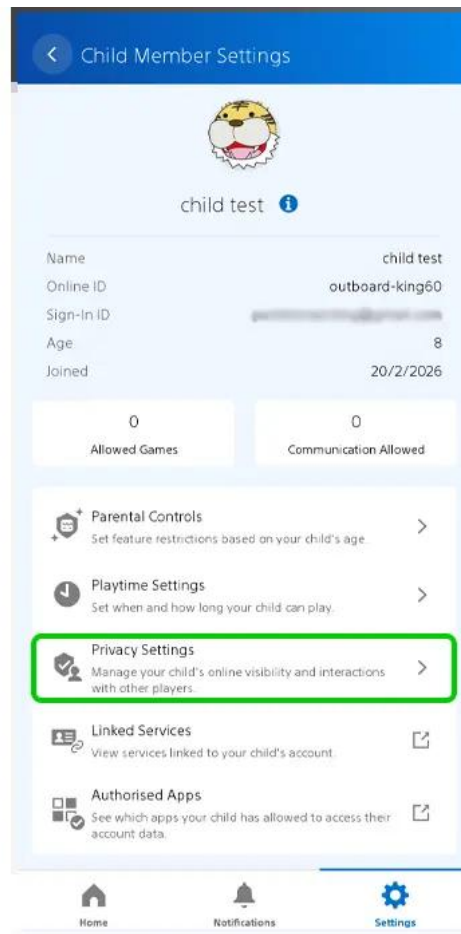 Child Member Settings
child test
Name child test
Online ID outboard-king60
Sign-In ID
Age 8
Joined 20/2/2026
0 0
Allowed Games Communication Allowed
Parental Controls
Set feature restrictions based on your child's age.
Playtime Settings
Set when and how long your child can play.
Privacy Settings
Manage your child's online visibility and interactions
with other players.
Linked Services
View services linked to your child's account.
Authorised Apps
See which apps your child has allowed to access their
account data.
Home Notifications Settings